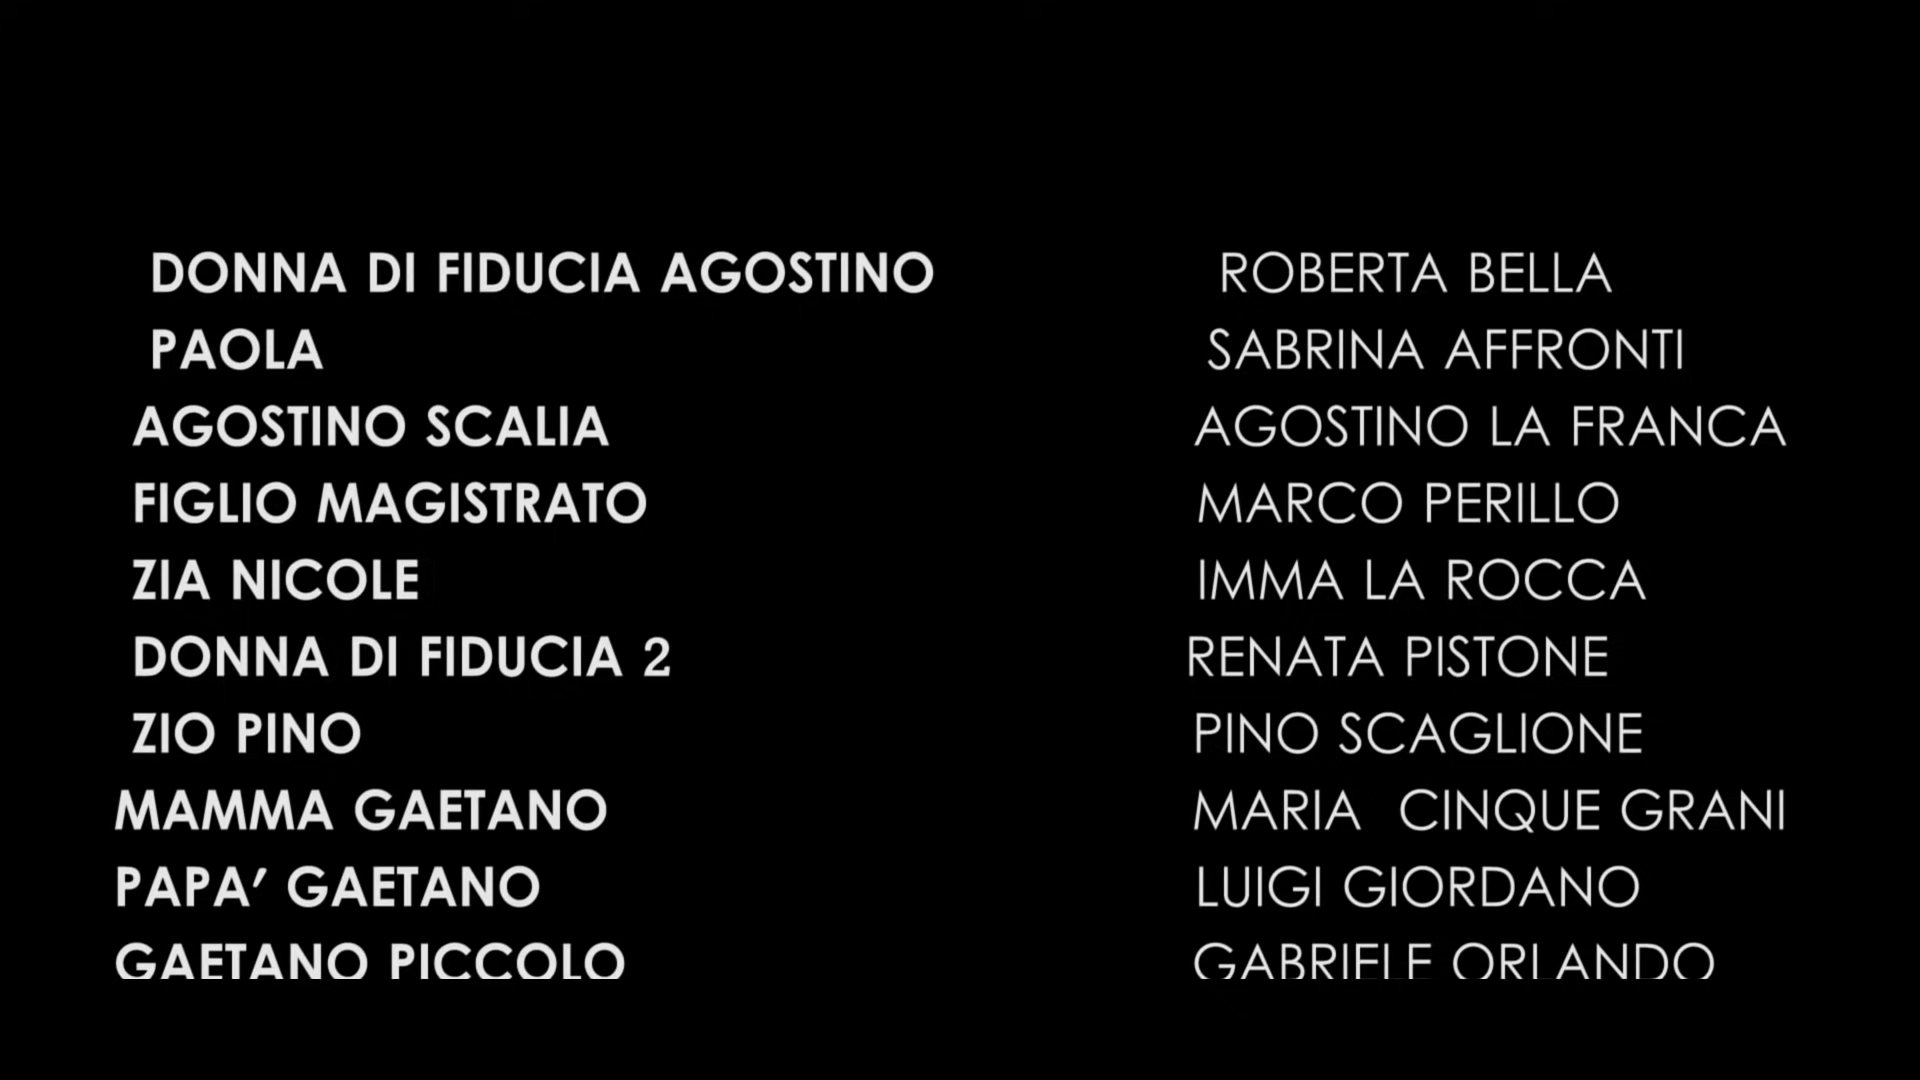 DONNA DI FIDUCIA AGOSTINO ROBERTA BELLA
PAOLA SABRINA AFFRONTI
AGOSTINO SCALIA AGOSTINO LA FRANCA
FIGLIO MAGISTRATO MARCO PERILLO
ZIA NICOLE IMMA LA ROCCA
DONNA DI FIDUCIA 2 RENATA PISTONE
ZIO PINO PINO SCAGLIONE
MAMMA GAETANO MARIA CINQUE GRANI
PAPA' GAETANO LUIGI GIORDANO
GAETANO PICCOLO GABRIELE ORLANDO